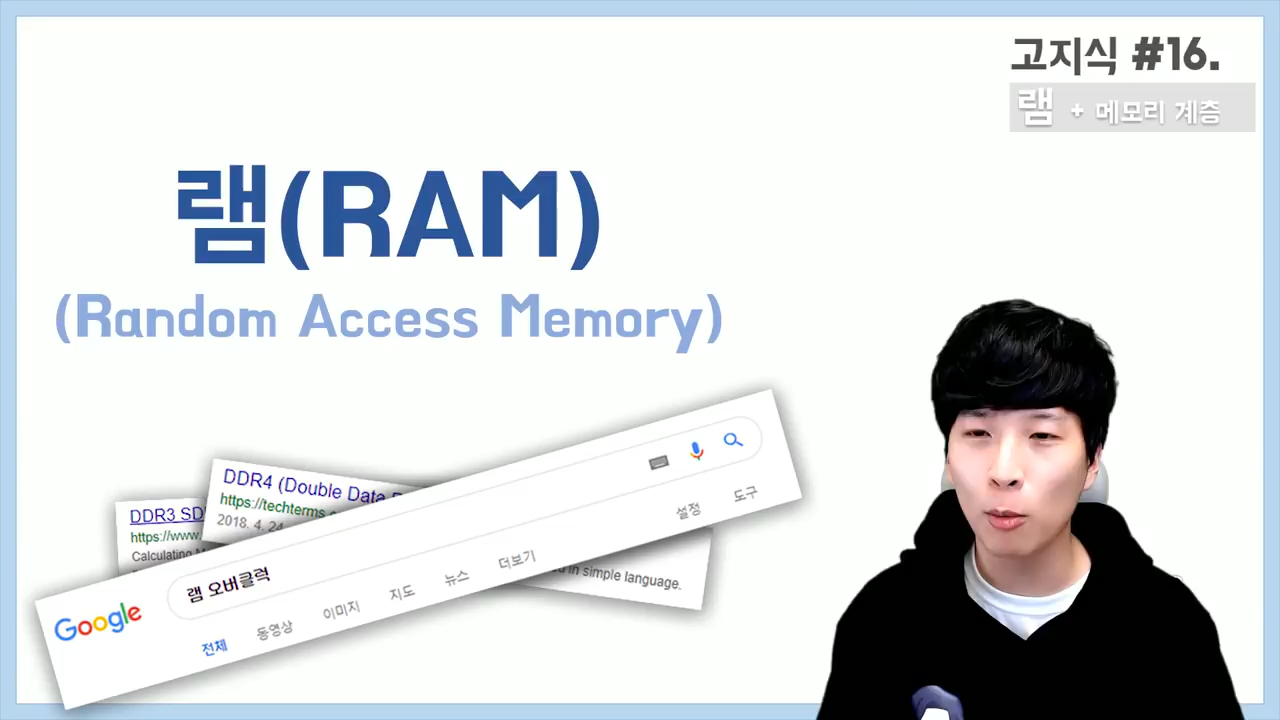 고지식 #16.
램 + 메모리 계층
램(RAM)
(Random Access Memory)
DDR4 (Double Data
https://techterms.
2018. 4. 24
DDR3
https://www.
Calculating
in simple language.
Google
램 오버클럭
전체 동영상 이미지 지도 뉴스 더보기 설정 도구